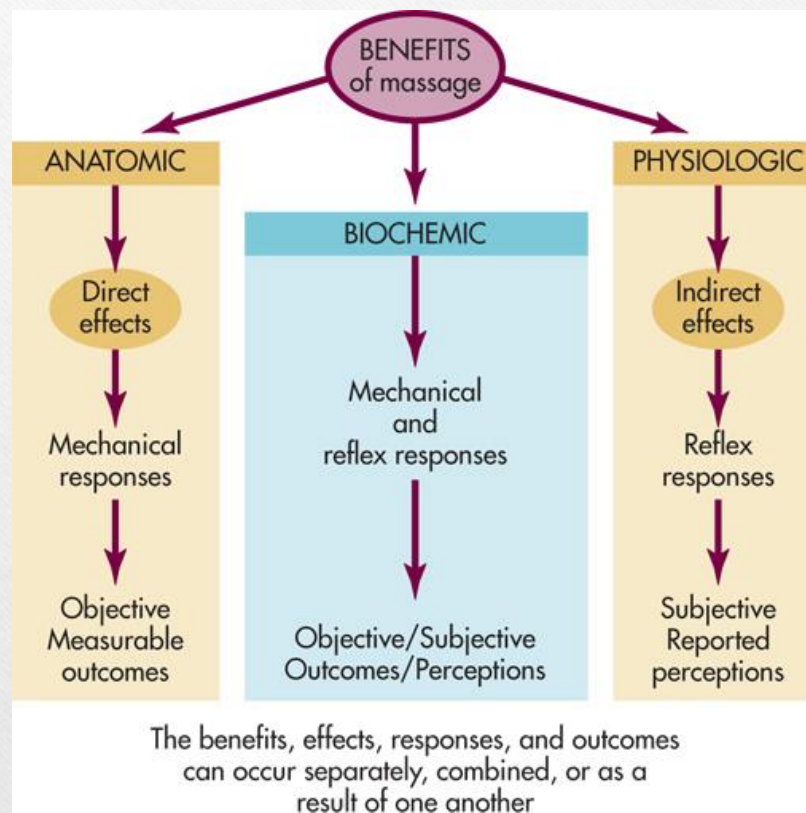 BENEFITS
of massage
ANATOMIC
Direct
effects
Mechanical
responses
Objective
Measurable
outcomes
BIOCHEMIC
Mechanical
and
reflex responses
Objective/Subjective
Outcomes/Perceptions
PHYSIOLOGIC
Indirect
effects
Reflex
responses
Subjective
Reported
perceptions
The benefits, effects, responses, and outcomes
can occur separately, combined, or as a
result of one another